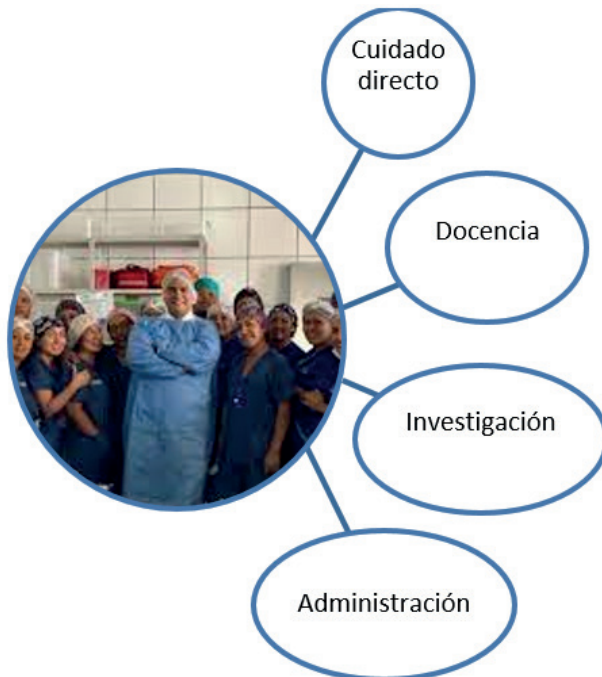 Cuidado
directo
Docencia
Investigación
Administración